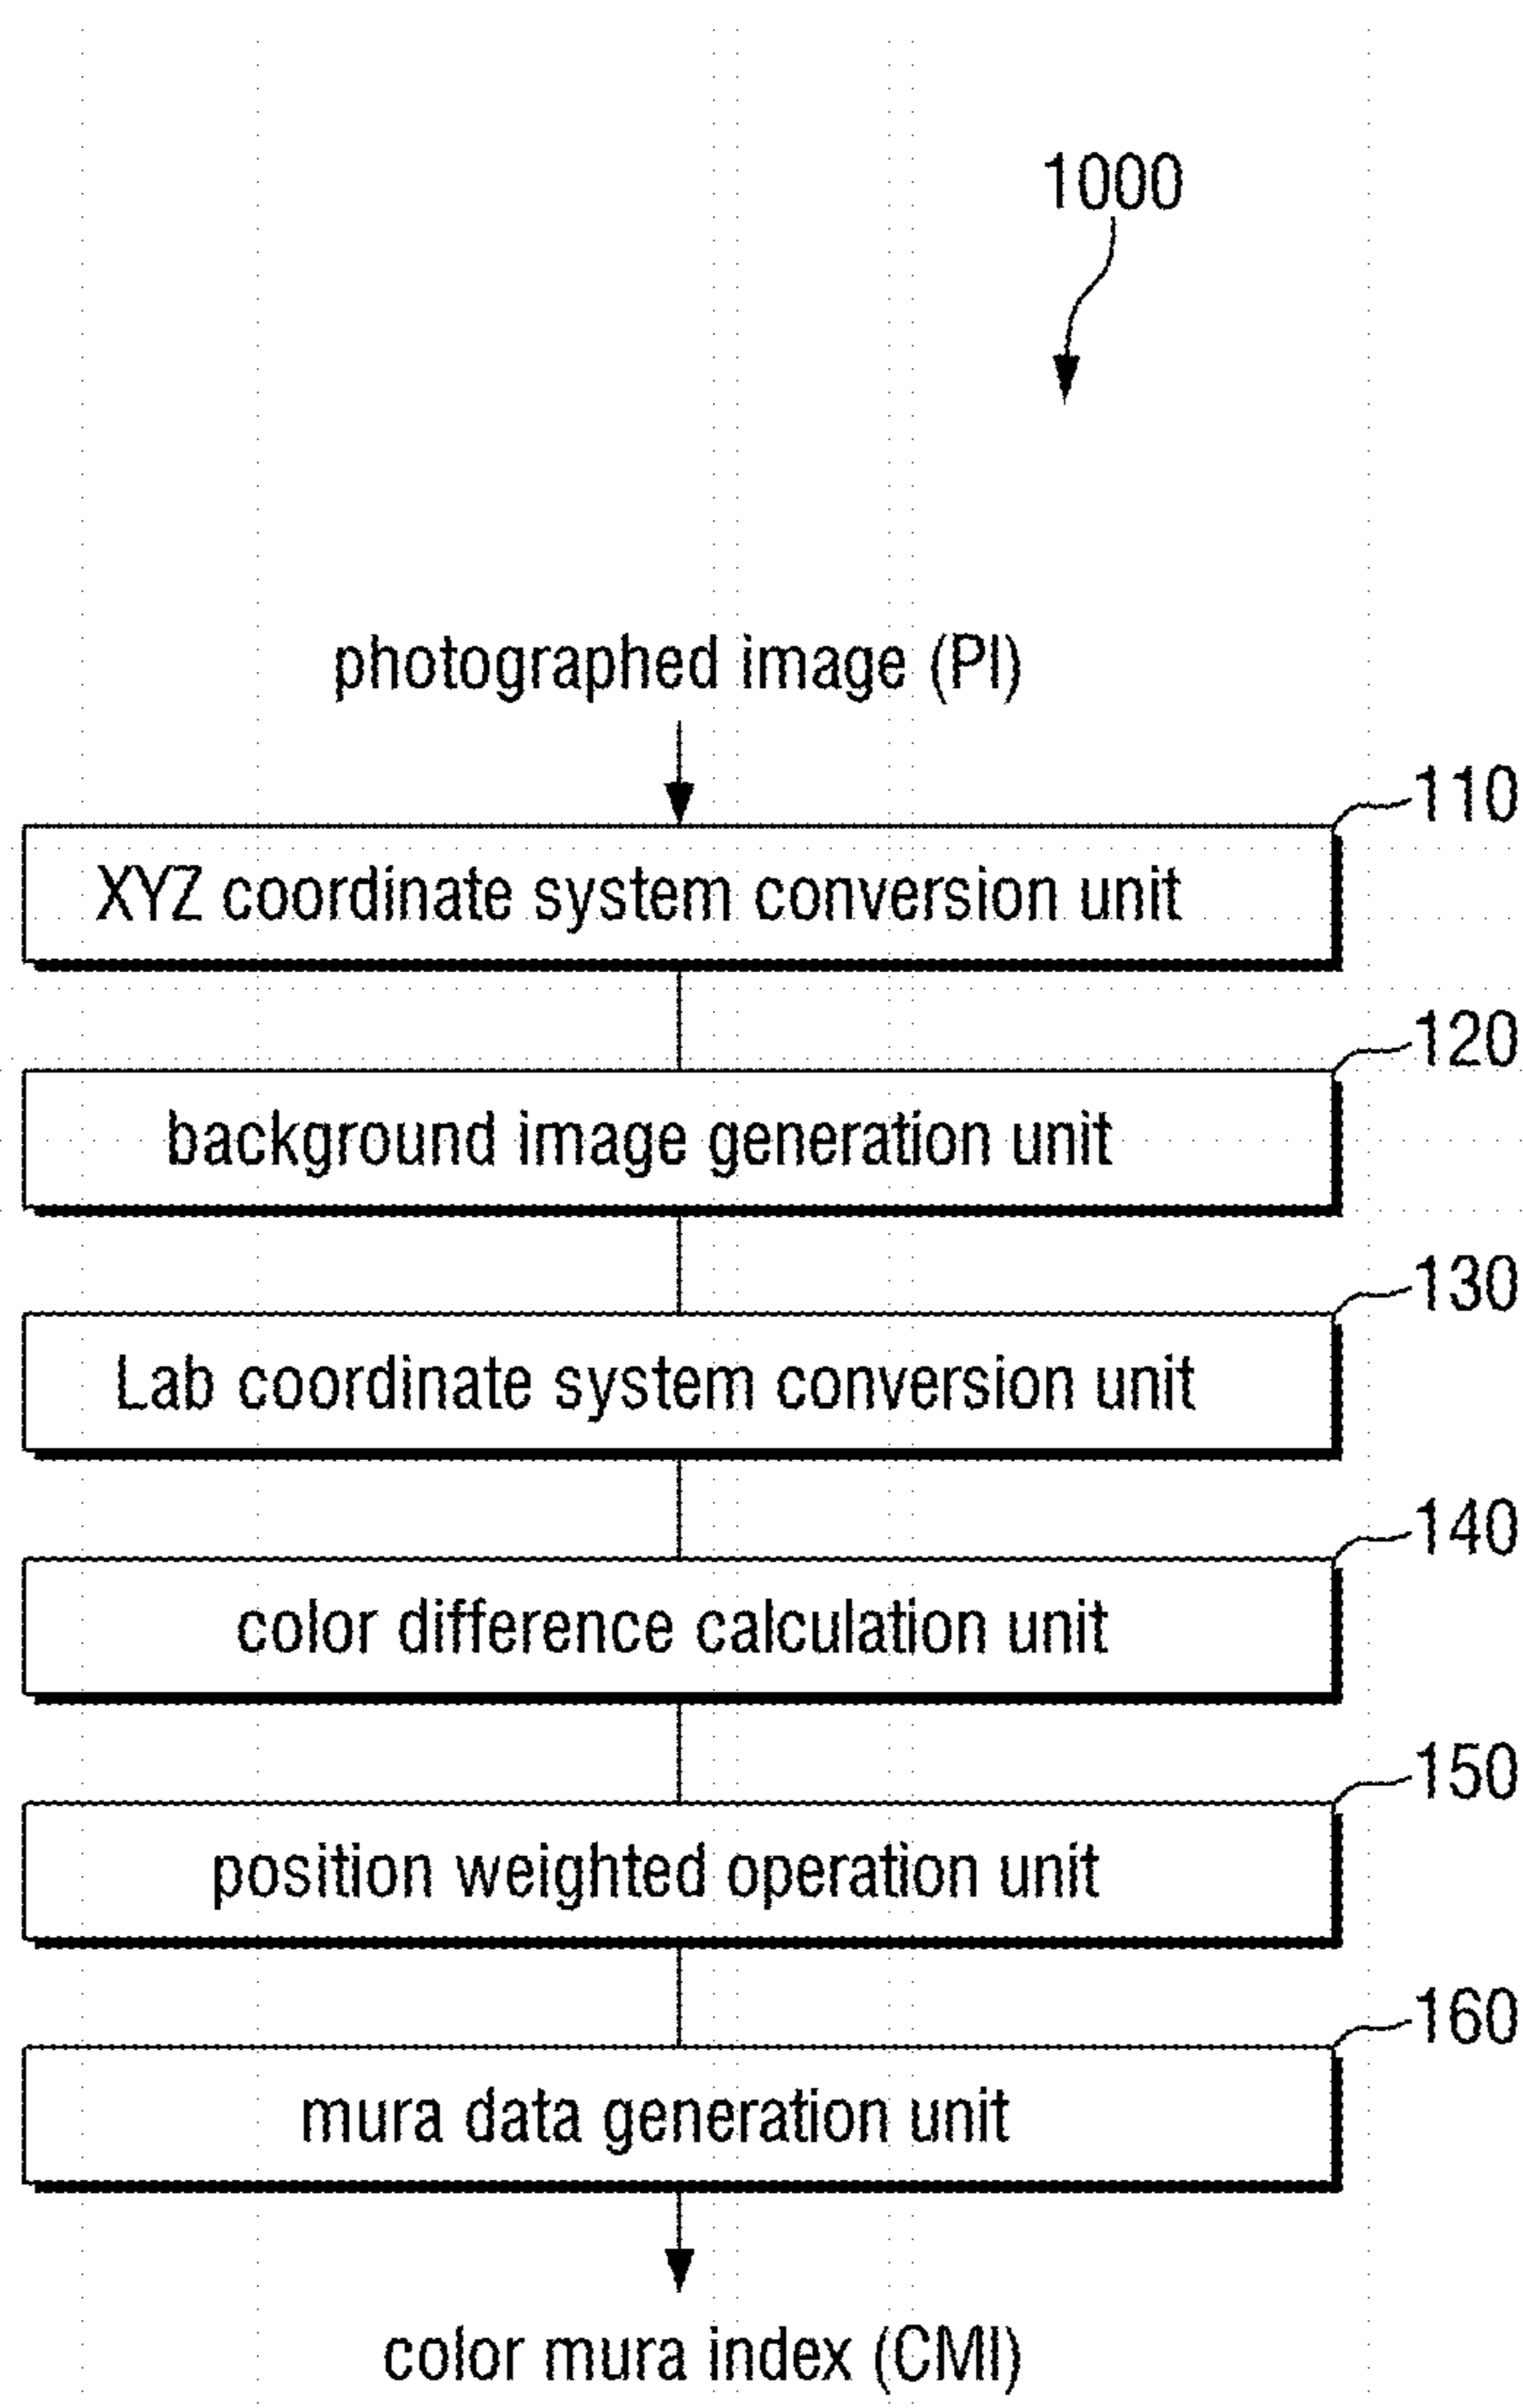 1000
photographed image (PI)
110
XYZ coordinate system conversion unit
120
background image generation unit
130
Lab coordinate system conversion unit
140
color difference calculation unit
150
position weighted operation unit
160
mura data generation unit
color mura index (CMI)